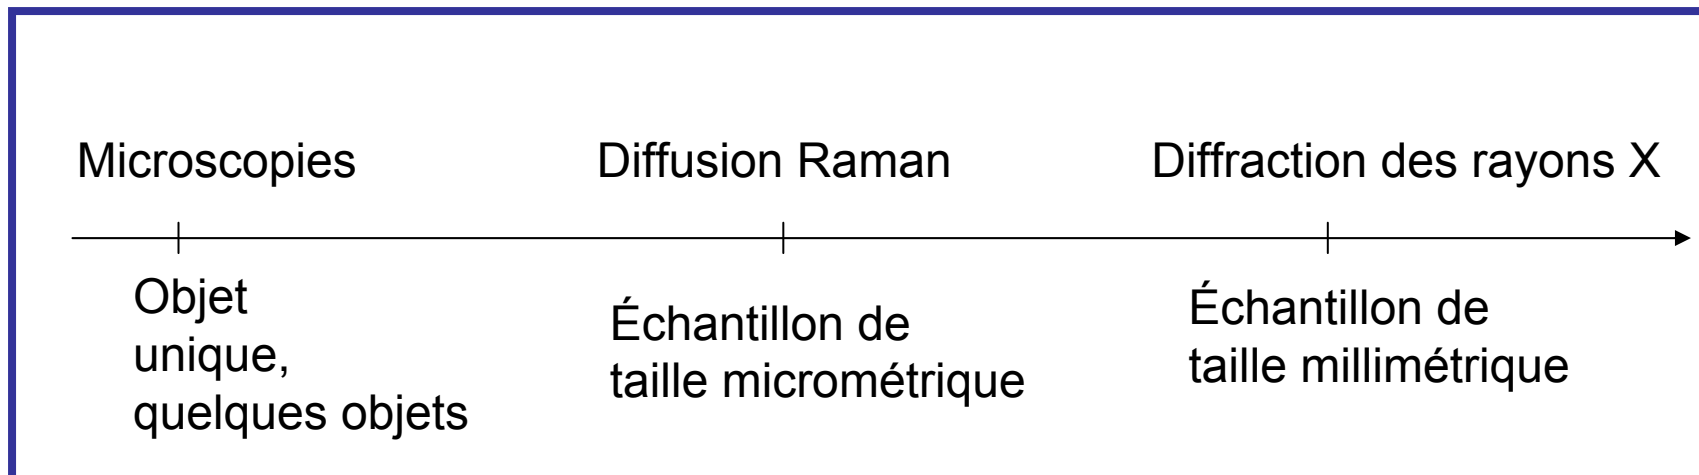 Microscopies
Diffusion Raman
Diffraction des rayons X
Objet
unique,
quelques objets
Échantillon de
taille micrométrique
Échantillon de
taille millimétrique